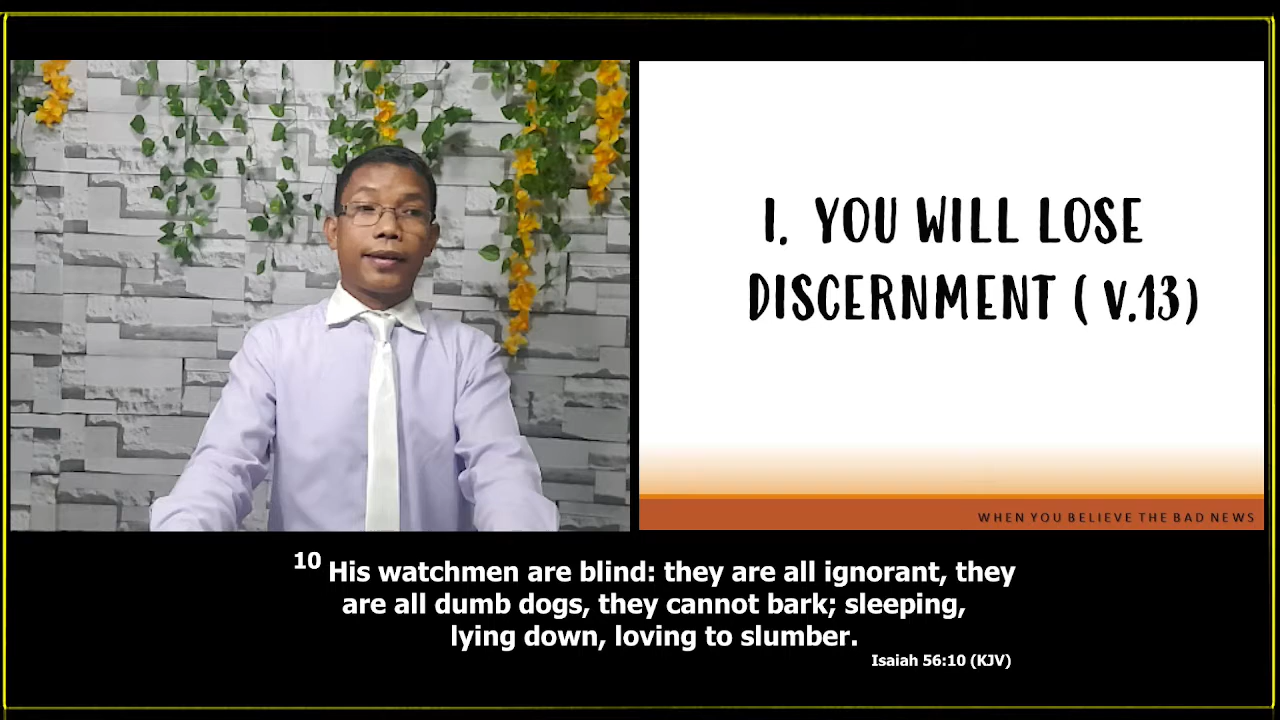 I. YOU WILL LOSE
DISCERNMENT ( V.13)
WHEN YOU BELIEVE THE BAD NEWS
10 His watchmen are blind: they are all ignorant, they
are all dumb dogs, they cannot bark; sleeping,
lying down, loving to slumber.
Isaiah 56:10 (KJV)